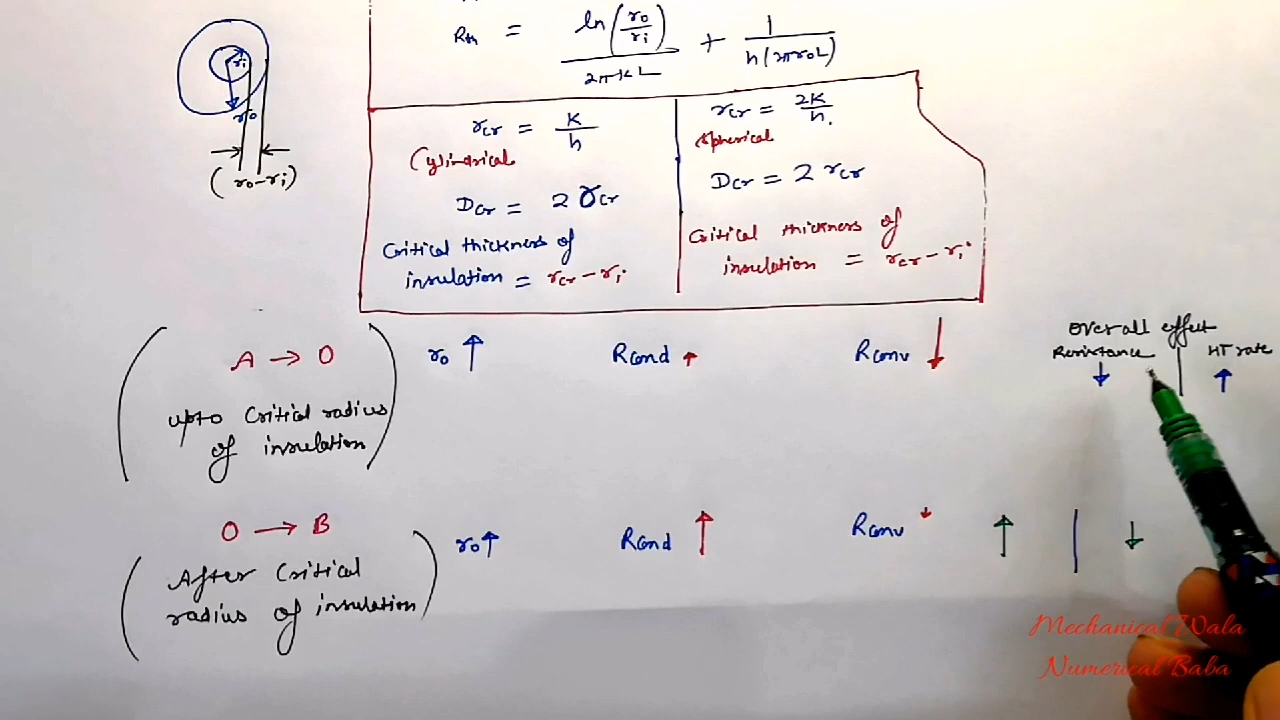 Rth = ln(ro/ri) / 2πKL + 1 / h(2πroL)
ri
ro
(ro-ri)
rcr = K/h
Cylindrical
Dcr = 2 rcr
Critical thickness of
insulation = rcr - ri
rcr = 2K/h.
Spherical
Dcr = 2 rcr
Critical thickness of
insulation = rcr - ri
Overall effect
Resistance ↓ | HT rate ↑
A → O ro ↑ Rcond ↑ Rconv ↓
upto Critical radius
of insulation
O → B ro ↑ Rcond ↑ Rconv ↓ ↑ | ↓
(After Critical
radius of insulation)
Mechanical Wala
Numerical Baba